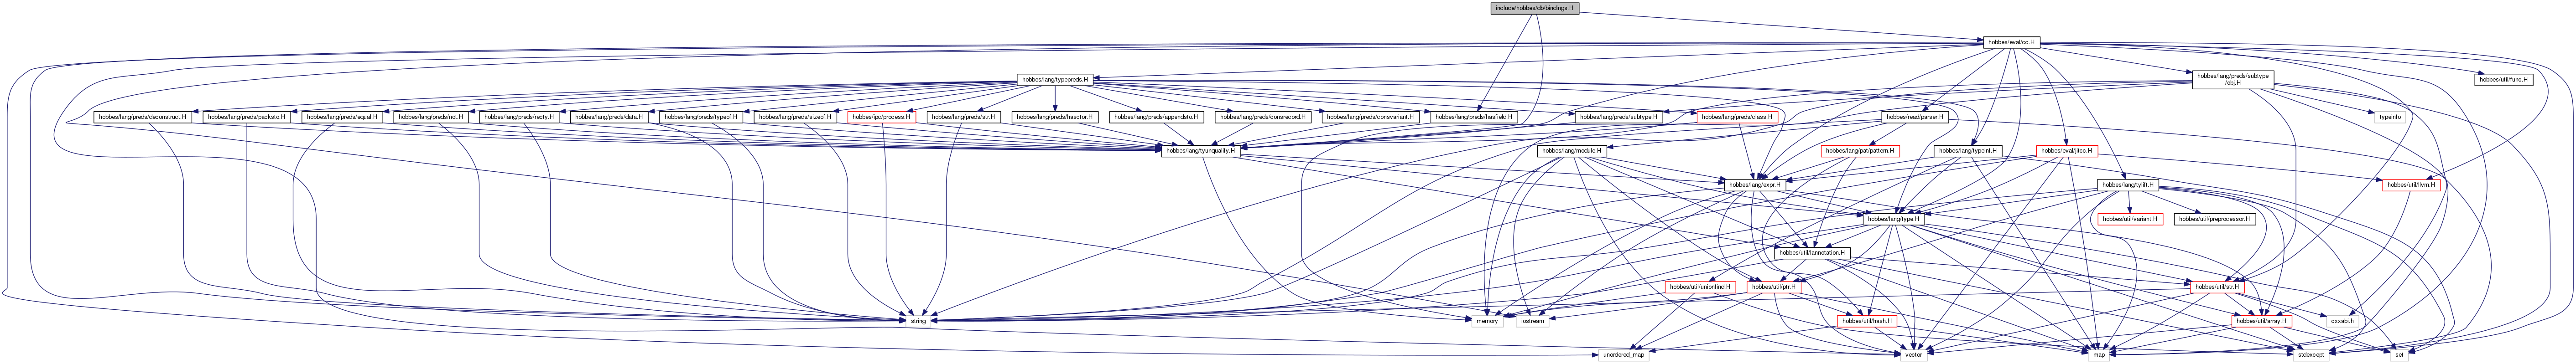 include/hobbes/db/bindings.H
hobbes/eval/cc.H
hobbes/lang/typepreds.H
hobbes/lang/preds/subtype
/obj.H
hobbes/util/func.H
hobbes/lang/preds/deconstruct.H
hobbes/lang/preds/packsto.H
hobbes/lang/preds/equal.H
hobbes/lang/preds/not.H
hobbes/lang/preds/recty.H
hobbes/lang/preds/data.H
hobbes/lang/preds/typeof.H
hobbes/lang/preds/sizeof.H
hobbes/ipc/process.H
hobbes/lang/preds/str.H
hobbes/lang/preds/hasctor.H
hobbes/lang/preds/appendsto.H
hobbes/lang/preds/consrecord.H
hobbes/lang/preds/consvariant.H
hobbes/lang/preds/hasfield.H
hobbes/lang/preds/subtype.H
hobbes/lang/preds/class.H
hobbes/read/parser.H
typeinfo
hobbes/lang/tyunqualify.H
hobbes/lang/module.H
hobbes/lang/pat/pattern.H
hobbes/lang/typeinf.H
hobbes/eval/jitcc.H
hobbes/lang/expr.H
hobbes/lang/tylift.H
hobbes/util/llvm.H
hobbes/lang/type.H
hobbes/util/variant.H
hobbes/util/preprocessor.H
hobbes/util/lannotation.H
hobbes/util/unionfind.H
hobbes/util/ptr.H
hobbes/util/str.H
string
memory
iostream
hobbes/util/hash.H
hobbes/util/array.H
cxxabi.h
unordered_map
vector
map
stdexcept
set